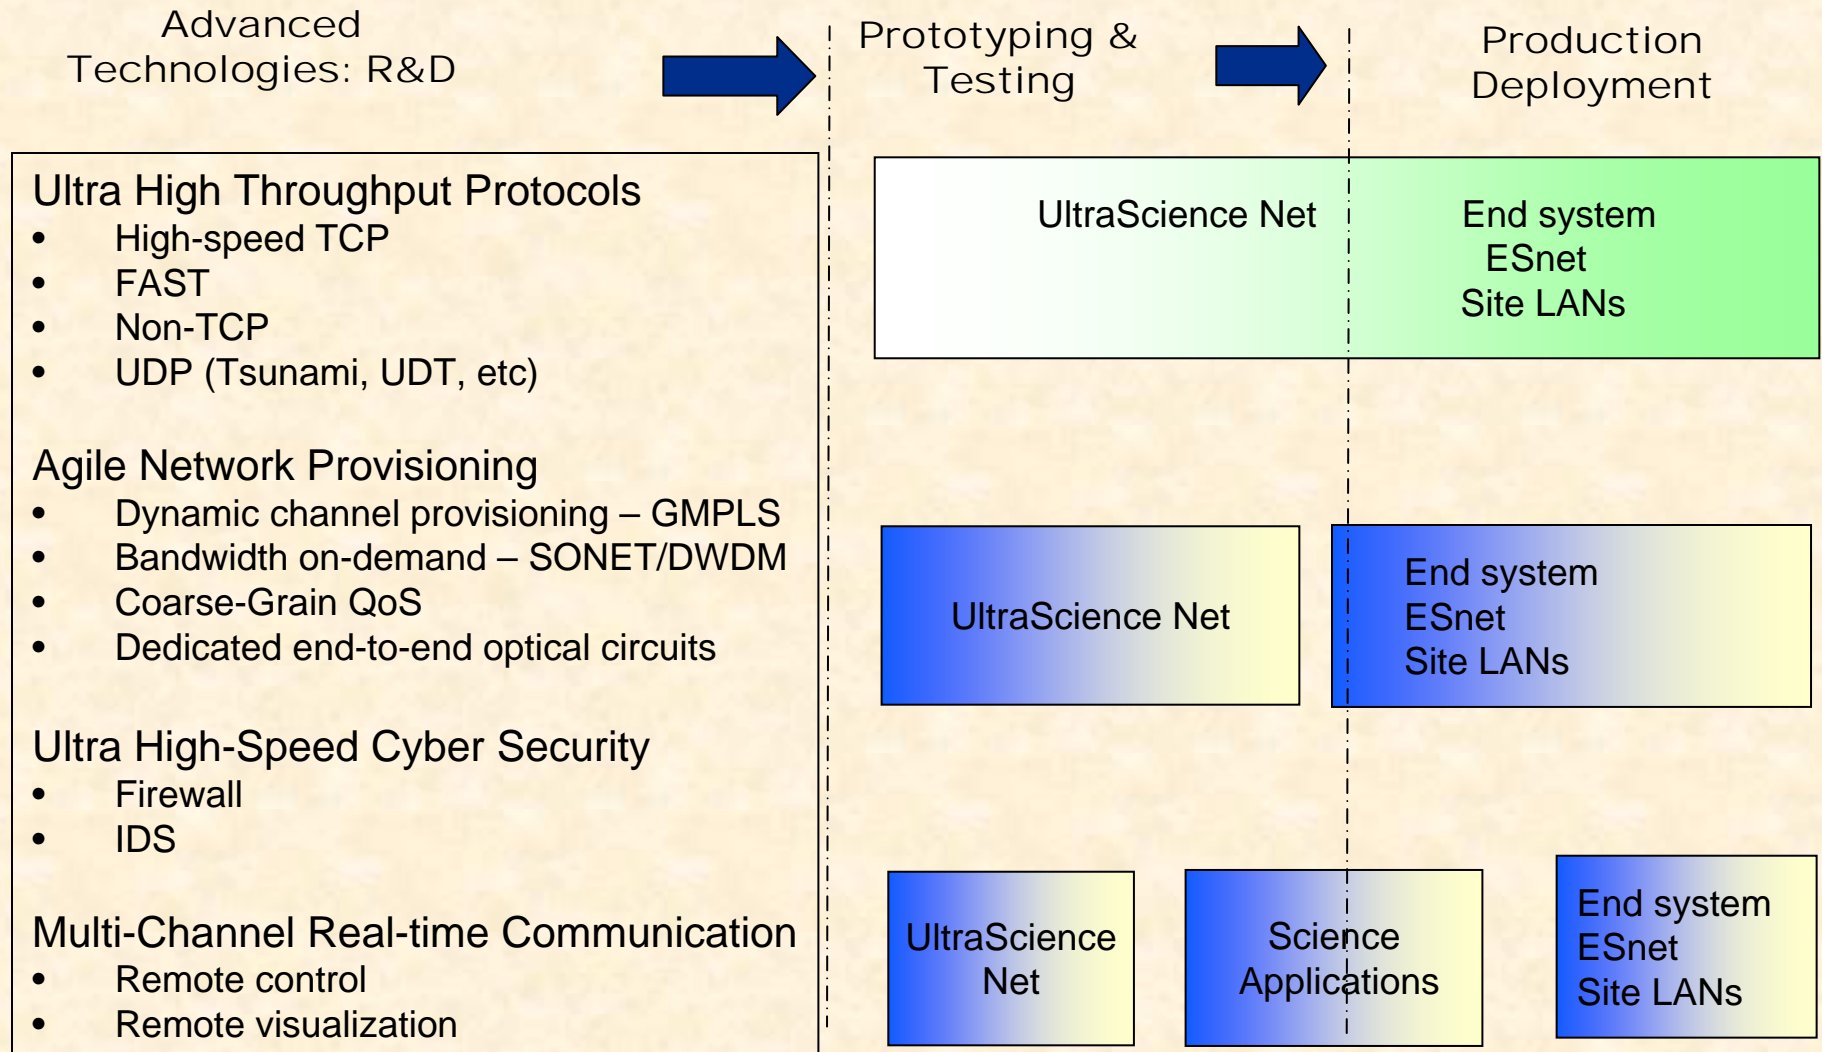 Advanced
Technologies: R&D
Prototyping &
Testing
Production
Deployment
Ultra High Throughput Protocols
• High-speed TCP
• FAST
• Non-TCP
• UDP (Tsunami, UDT, etc)
Agile Network Provisioning
• Dynamic channel provisioning – GMPLS
• Bandwidth on-demand – SONET/DWDM
• Coarse-Grain QoS
• Dedicated end-to-end optical circuits
Ultra High-Speed Cyber Security
• Firewall
• IDS
Multi-Channel Real-time Communication
• Remote control
• Remote visualization
UltraScience Net
End system
ESnet
Site LANs
UltraScience Net
End system
ESnet
Site LANs
UltraScience
Net
Science
Applications
End system
ESnet
Site LANs